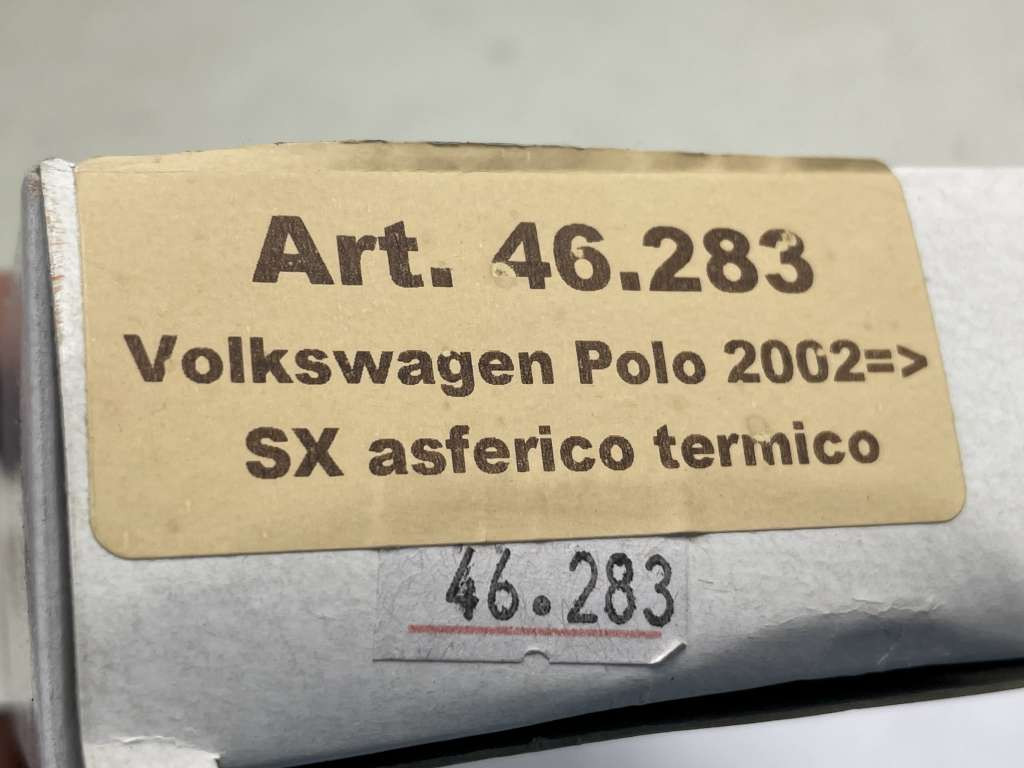 Art. 46.283
Volkswagen Polo 2002=>
SX asferico termico
46.283